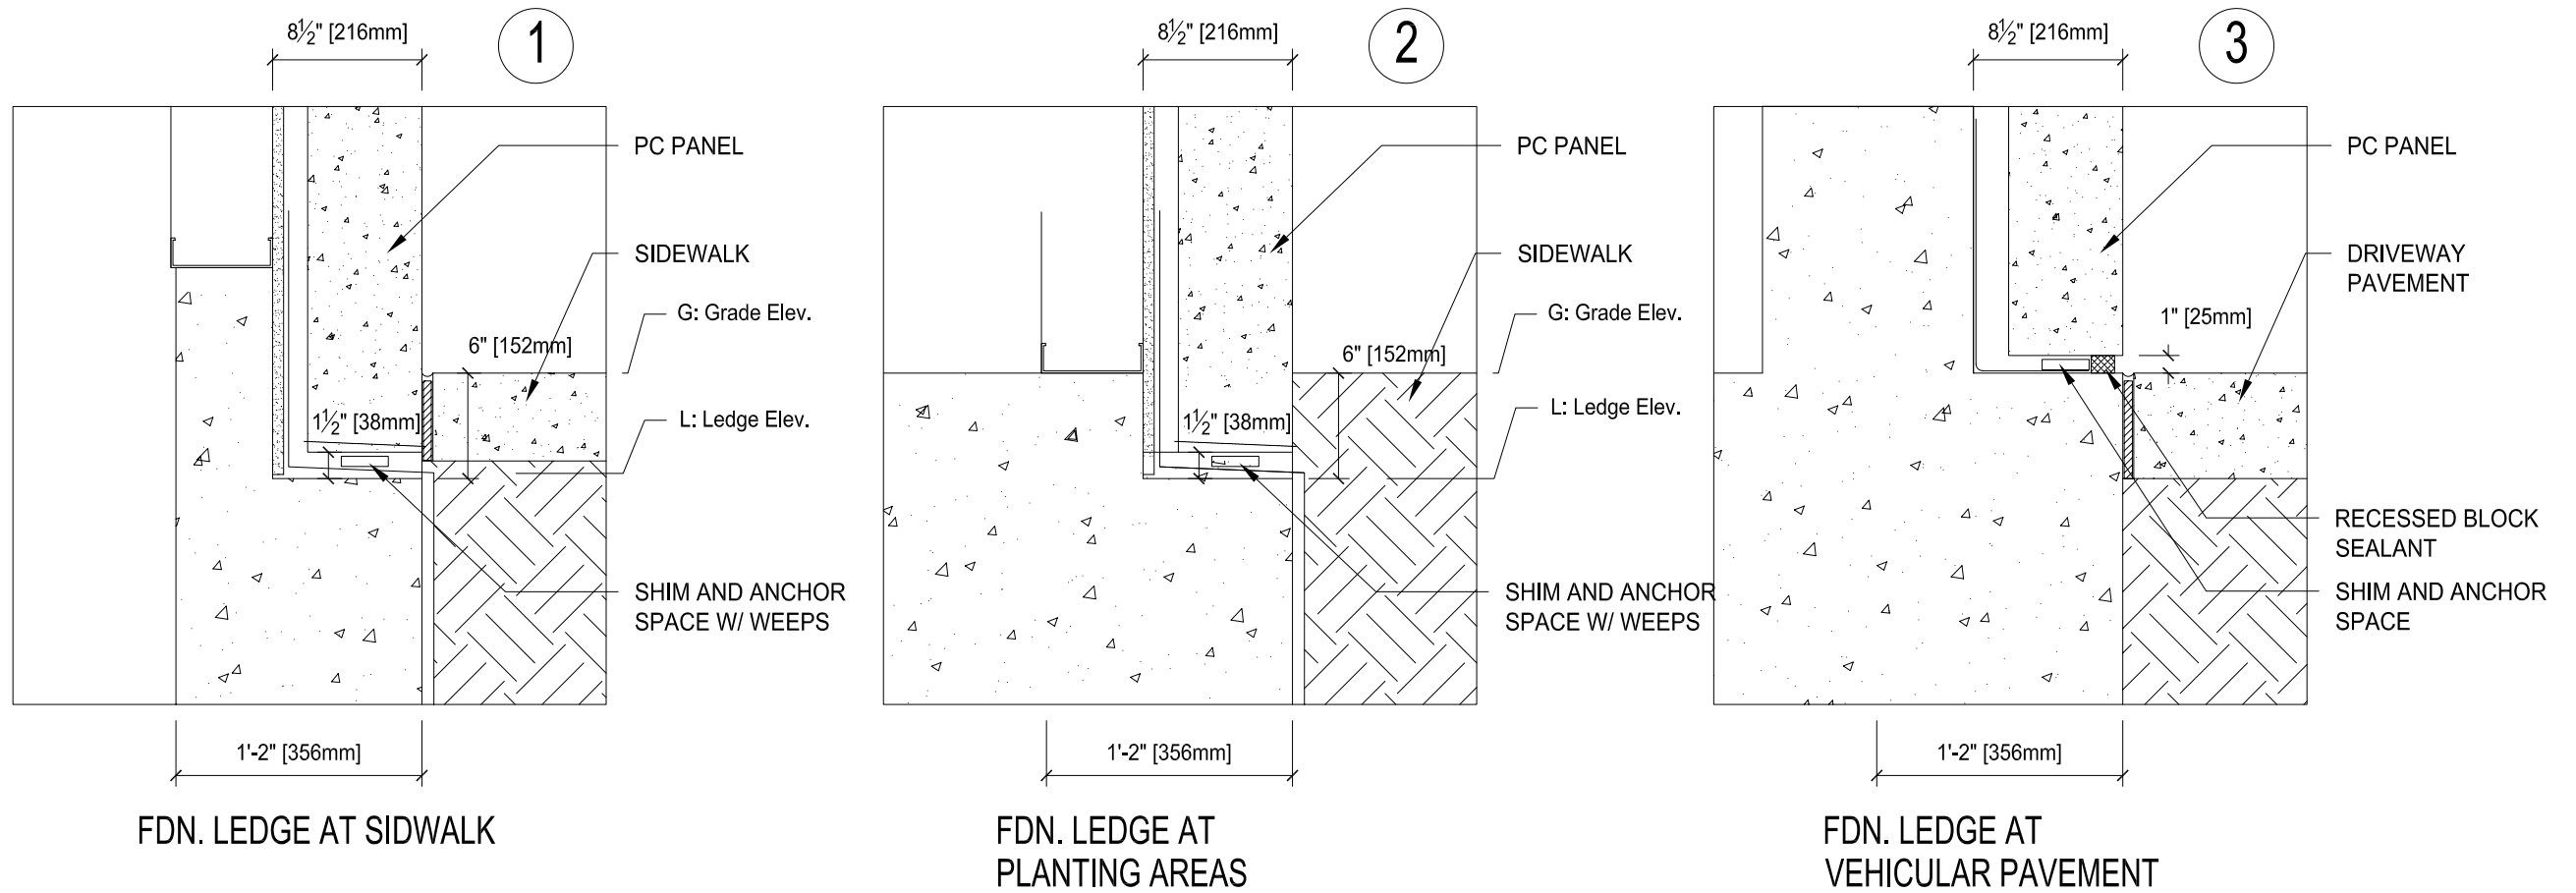 8½" [216mm]
1
PC PANEL
SIDEWALK
G: Grade Elev.
6" [152mm]
1½" [38mm]
L: Ledge Elev.
SHIM AND ANCHOR
SPACE W/ WEEPS
1'-2" [356mm]
FDN. LEDGE AT SIDWALK
8½" [216mm]
2
PC PANEL
SIDEWALK
G: Grade Elev.
6" [152mm]
1½" [38mm]
L: Ledge Elev.
SHIM AND ANCHOR
SPACE W/ WEEPS
1'-2" [356mm]
FDN. LEDGE AT
PLANTING AREAS
8½" [216mm]
3
PC PANEL
DRIVEWAY
PAVEMENT
1" [25mm]
RECESSED BLOCK
SEALANT
SHIM AND ANCHOR
SPACE
1'-2" [356mm]
FDN. LEDGE AT
VEHICULAR PAVEMENT